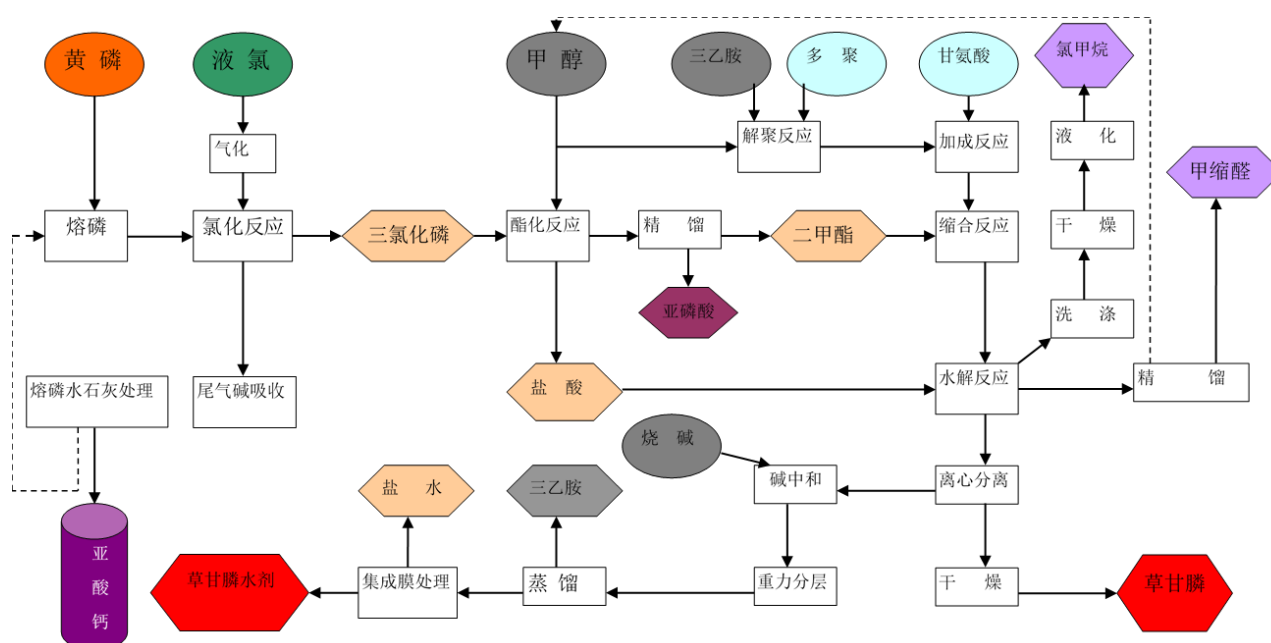 黄 磷
液 氯
甲 醇
三乙胺
多 聚
甘氨酸
氯甲烷
气化
解聚反应
加成反应
液 化
甲缩醛
熔磷
氯化反应
三氯化磷
酯化反应
精 馏
二甲酯
缩合反应
干 燥
亚磷酸
洗 涤
熔磷水石灰处理
尾气碱吸收
盐 酸
水解反应
精 馏
烧 碱
盐 水
三乙胺
碱中和
离心分离
草甘膦水剂
集成膜处理
蒸 馏
重力分层
干 燥
草甘膦
亚
酸
钙